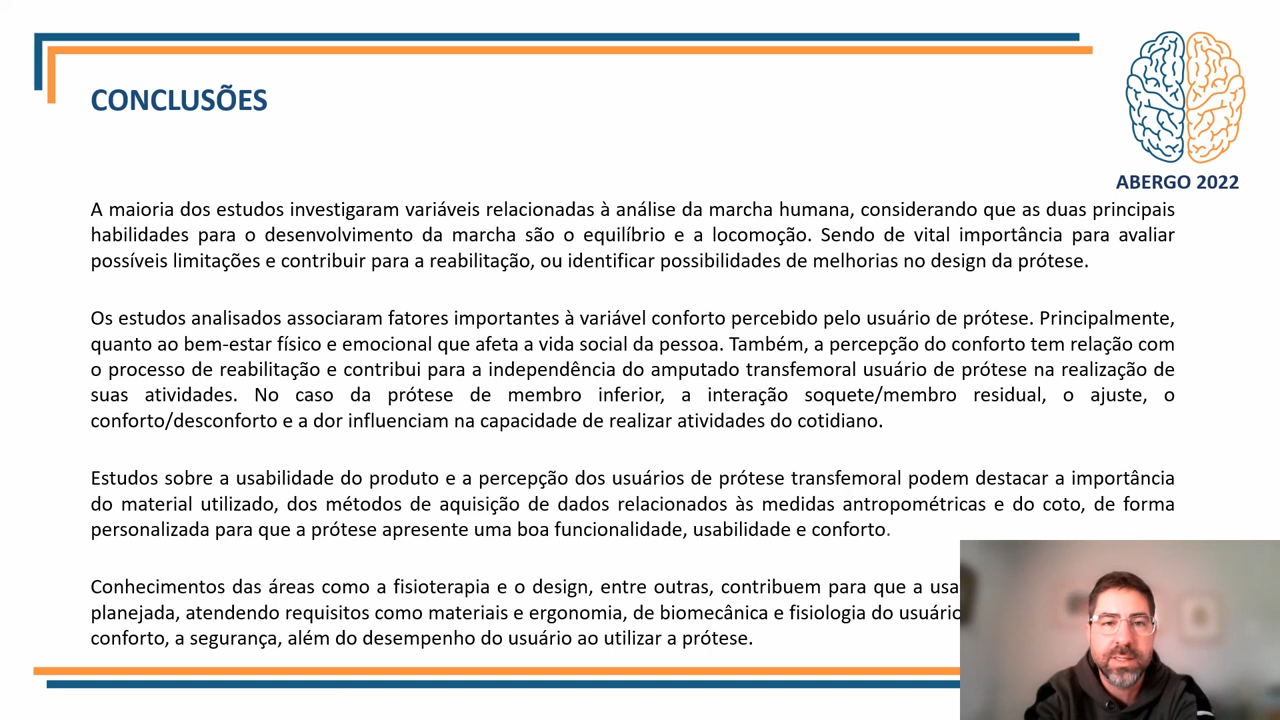 CONCLUSÕES
ABERGO 2022
A maioria dos estudos investigaram variáveis relacionadas à análise da marcha humana, considerando que as duas principais
habilidades para o desenvolvimento da marcha são o equilíbrio e a locomoção. Sendo de vital importância para avaliar
possíveis limitações e contribuir para a reabilitação, ou identificar possibilidades de melhorias no design da prótese.
Os estudos analisados associaram fatores importantes à variável conforto percebido pelo usuário de prótese. Principalmente,
quanto ao bem-estar físico e emocional que afeta a vida social da pessoa. Também, a percepção do conforto tem relação com
o processo de reabilitação e contribui para a independência do amputado transfemoral usuário de prótese na realização de
suas atividades. No caso da prótese de membro inferior, a interação soquete/membro residual, o ajuste, o
conforto/desconforto e a dor influenciam na capacidade de realizar atividades do cotidiano.
Estudos sobre a usabilidade do produto e a percepção dos usuários de prótese transfemoral podem destacar a importância
do material utilizado, dos métodos de aquisição de dados relacionados às medidas antropométricas e do coto, de forma
personalizada para que a prótese apresente uma boa funcionalidade, usabilidade e conforto.
Conhecimentos das áreas como a fisioterapia e o design, entre outras, contribuem para que a usa
planejada, atendendo requisitos como materiais e ergonomia, de biomecânica e fisiologia do usuário
conforto, a segurança, além do desempenho do usuário ao utilizar a prótese.